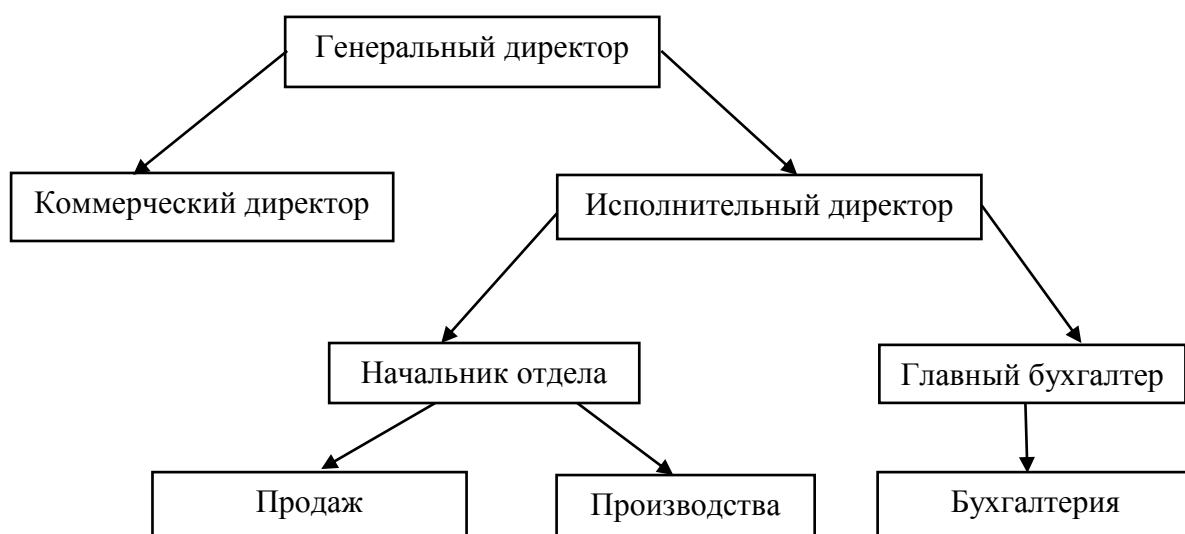 Генеральный директор
Коммерческий директор
Исполнительный директор
Начальник отдела
Главный бухгалтер
Продаж
Производства
Бухгалтерия